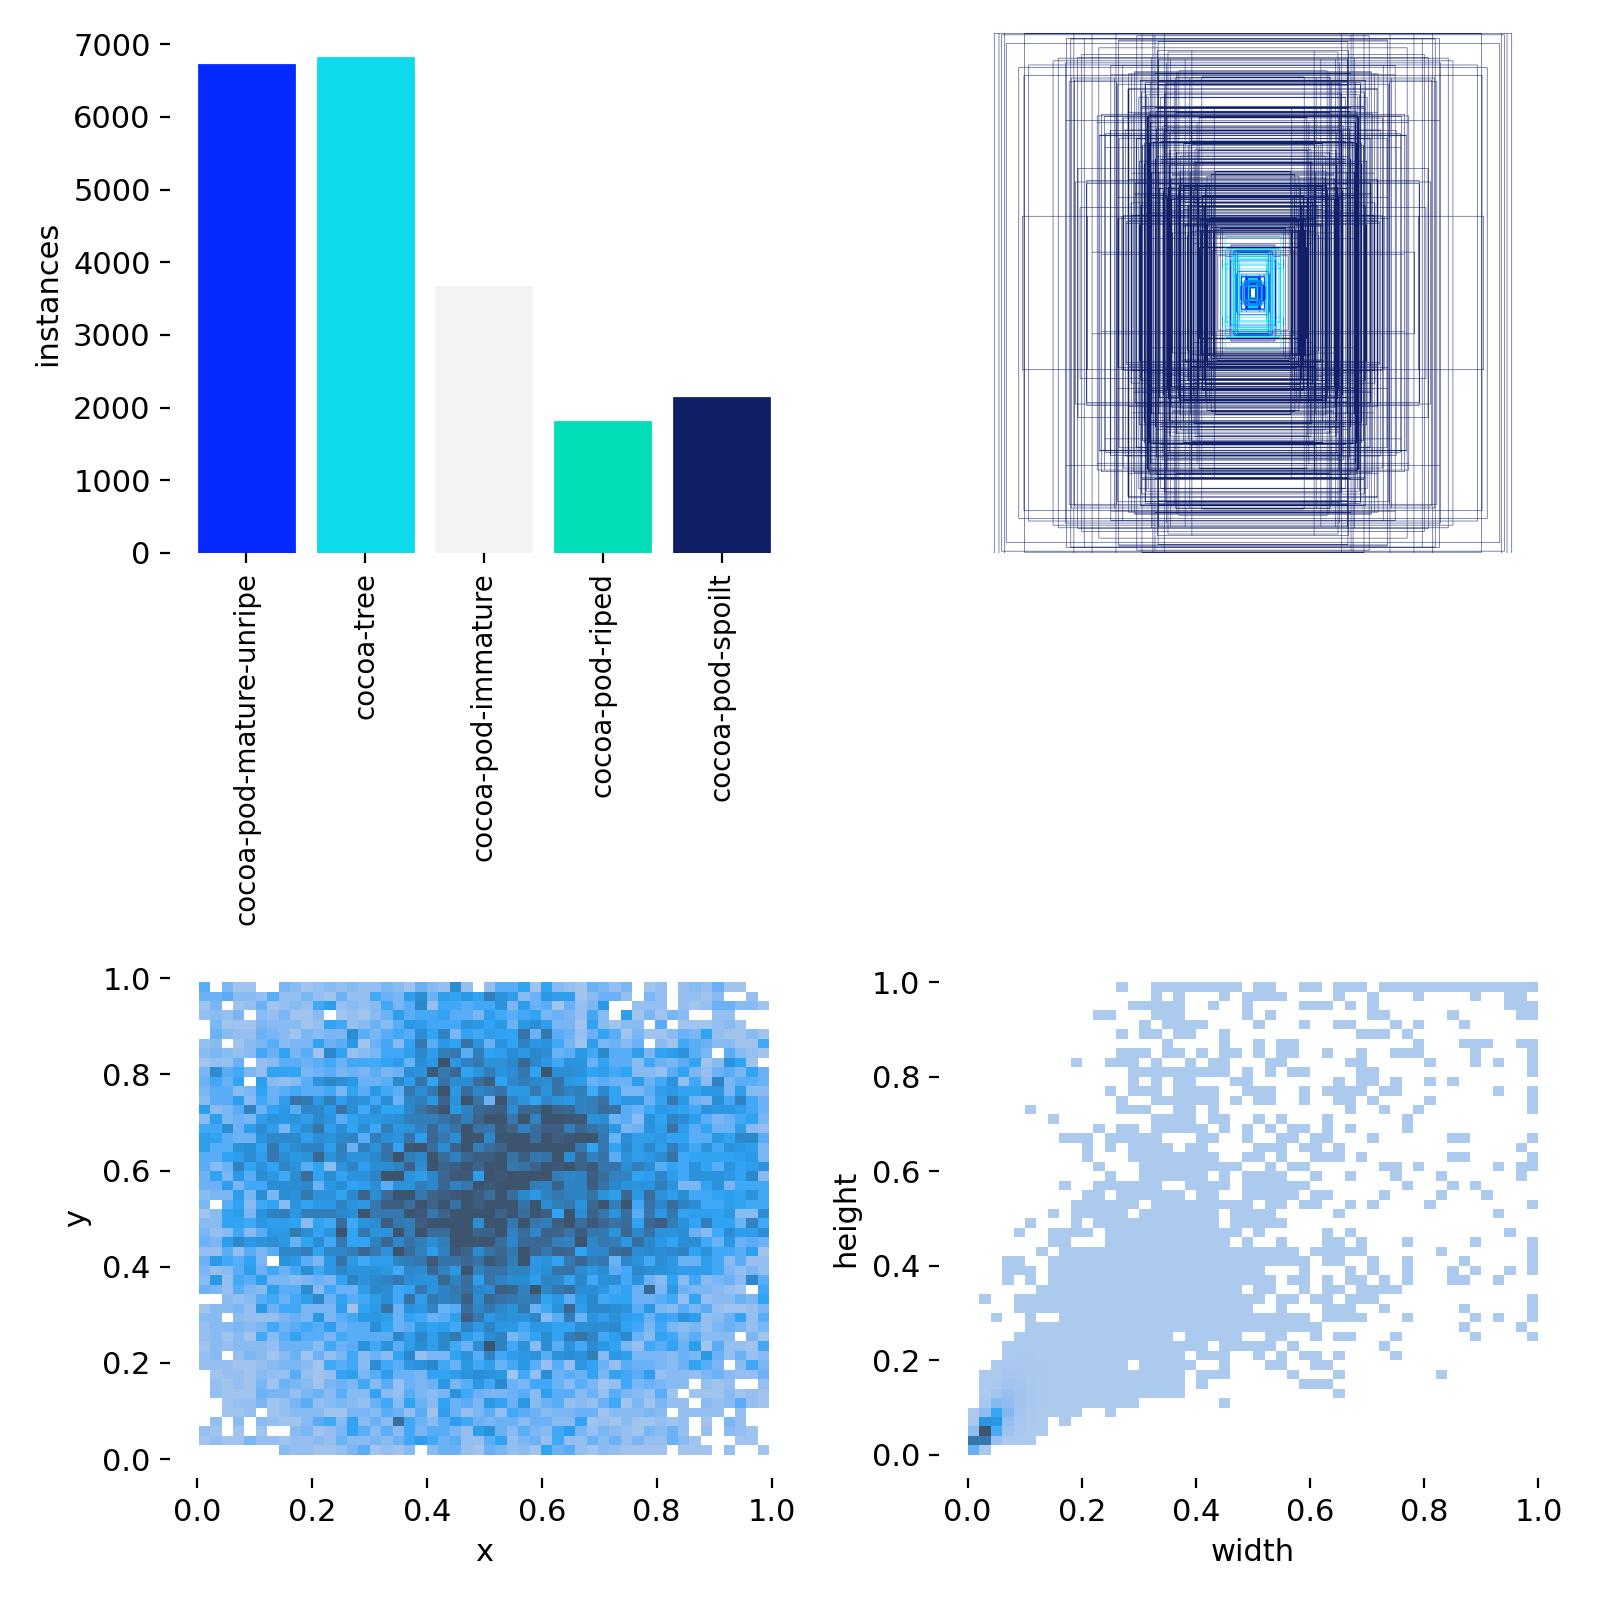 7000
6000
5000
4000
3000
2000
1000
0
instances
cocoa-pod-mature-unripe
cocoa-tree
cocoa-pod-immature
cocoa-pod-riped
cocoa-pod-spoilt
1.0
0.8
0.6
0.4
0.2
0.0
y
0.0 0.2 0.4 0.6 0.8 1.0
x
1.0
0.8
0.6
0.4
0.2
0.0
height
0.0 0.2 0.4 0.6 0.8 1.0
width